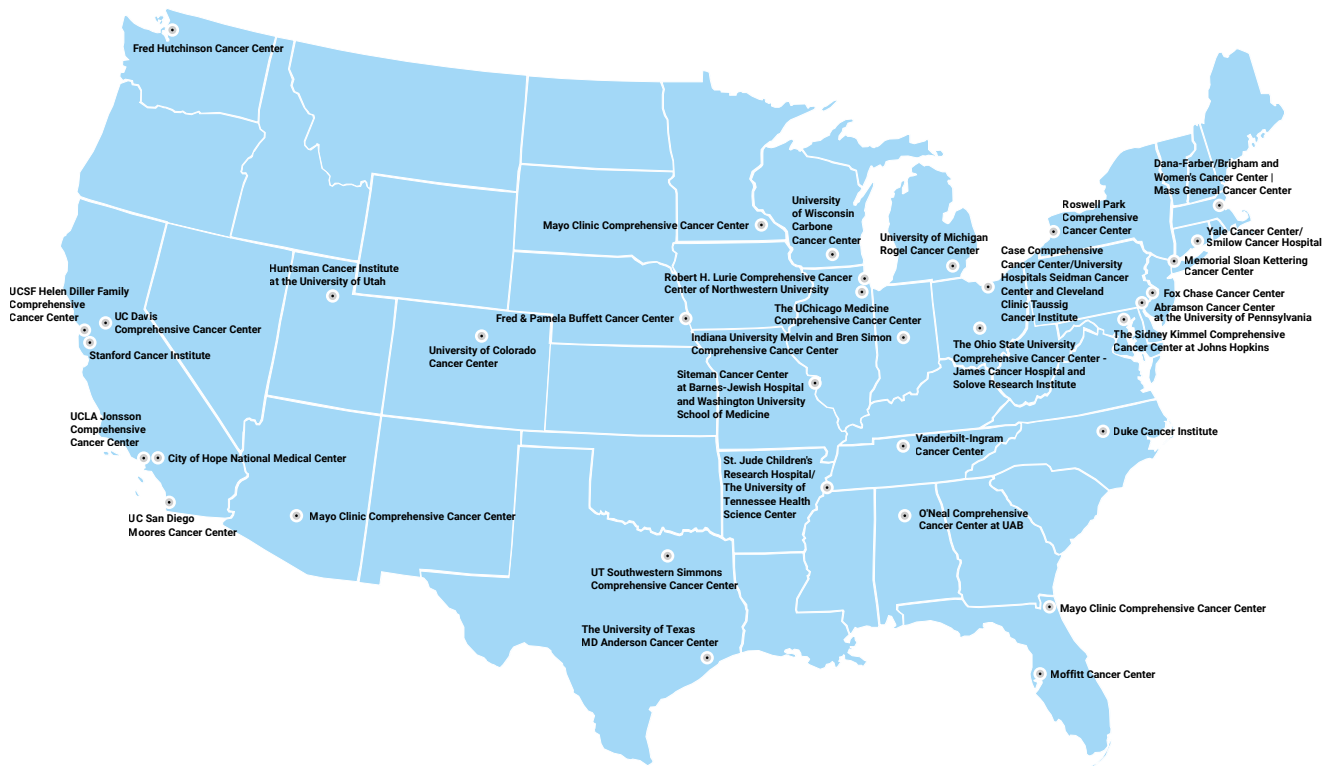 Fred Hutchinson Cancer Center
Dana-Farber/Brigham and
Women's Cancer Center |
Mass General Cancer Center
Roswell Park
Comprehensive
Cancer Center
University
of Wisconsin
Carbone
Cancer Center
Mayo Clinic Comprehensive Cancer Center
University of Michigan
Rogel Cancer Center
Yale Cancer Center/
Smilow Cancer Hospital
Case Comprehensive
Cancer Center/University
Hospitals Seidman Cancer
Center and Cleveland
Clinic Taussig
Cancer Institute
Memorial Sloan Kettering
Cancer Center
Huntsman Cancer Institute
at the University of Utah
Robert H. Lurie Comprehensive Cancer
Center of Northwestern University
UCSF Helen Diller Family
Comprehensive
Cancer Center
Fox Chase Cancer Center
Abramson Cancer Center
at the University of Pennsylvania
The UChicago Medicine
Comprehensive Cancer Center
UC Davis
Comprehensive Cancer Center
Fred & Pamela Buffett Cancer Center
The Sidney Kimmel Comprehensive
Cancer Center at Johns Hopkins
Indiana University Melvin and Bren Simon
Comprehensive Cancer Center
The Ohio State University
Comprehensive Cancer Center -
James Cancer Hospital and
Solove Research Institute
Stanford Cancer Institute
University of Colorado
Cancer Center
Siteman Cancer Center
at Barnes-Jewish Hospital
and Washington University
School of Medicine
UCLA Jonsson
Comprehensive
Cancer Center
Duke Cancer Institute
Vanderbilt-Ingram
Cancer Center
City of Hope National Medical Center
St. Jude Children's
Research Hospital/
The University of
Tennessee Health
Science Center
UC San Diego
Moores Cancer Center
Mayo Clinic Comprehensive Cancer Center
O'Neal Comprehensive
Cancer Center at UAB
UT Southwestern Simmons
Comprehensive Cancer Center
Mayo Clinic Comprehensive Cancer Center
The University of Texas
MD Anderson Cancer Center
Moffitt Cancer Center